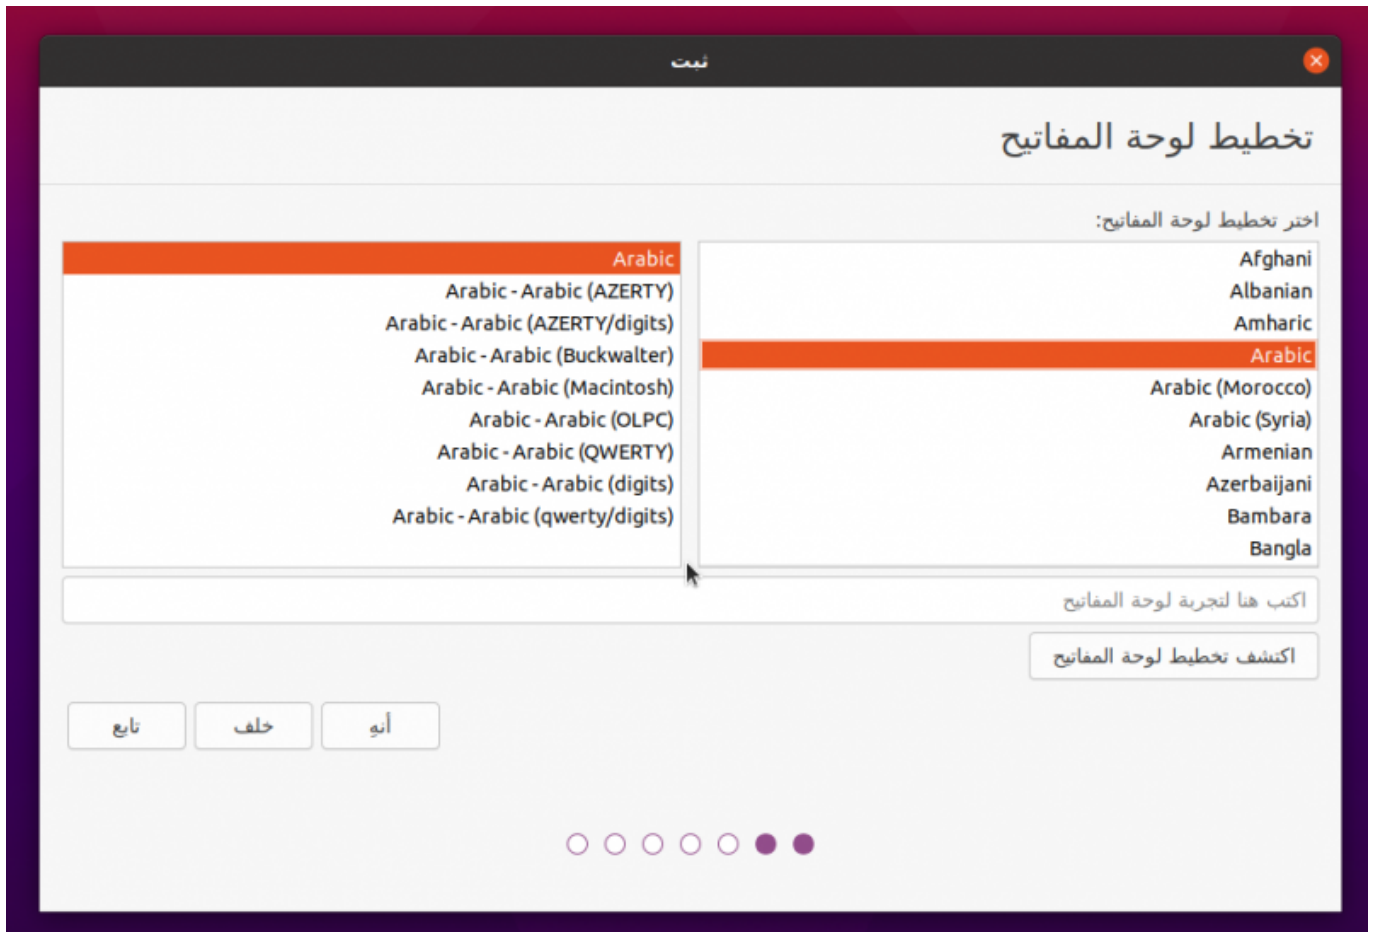 ثبت
تخطيط لوحة المفاتيح
اختر تخطيط لوحة المفاتيح:
Afghani
Albanian
Amharic
Arabic
Arabic (Morocco)
Arabic (Syria)
Armenian
Azerbaijani
Bambara
Bangla
Arabic
Arabic - Arabic (AZERTY)
Arabic - Arabic (AZERTY/digits)
Arabic - Arabic (Buckwalter)
Arabic - Arabic (Macintosh)
Arabic - Arabic (OLPC)
Arabic - Arabic (QWERTY)
Arabic - Arabic (digits)
Arabic - Arabic (qwerty/digits)
اكتب هنا لتجربة لوحة المفاتيح
اكتشف تخطيط لوحة المفاتيح
أنهِ
خلف
تابع